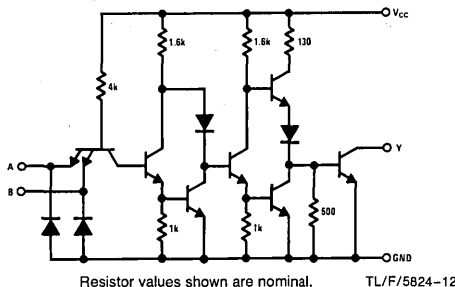 VCC
1.6k
1.6k
130
4k
A
B
Y
1k
1k
500
GND
Resistor values shown are nominal.
TL/F/5824-12